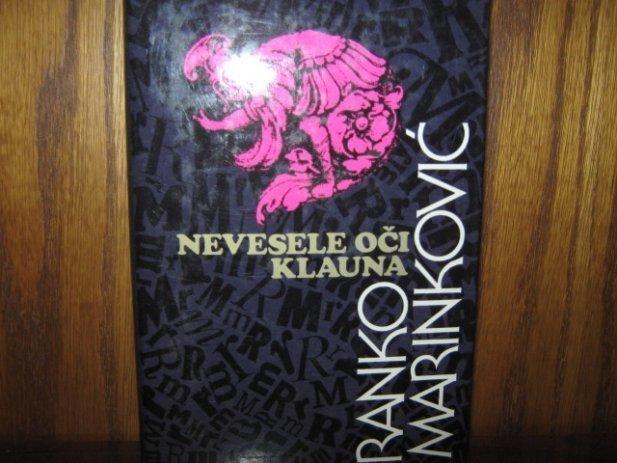 NEVESELE OČI
KLAUNA
RANKO
MARINKOVIĆ